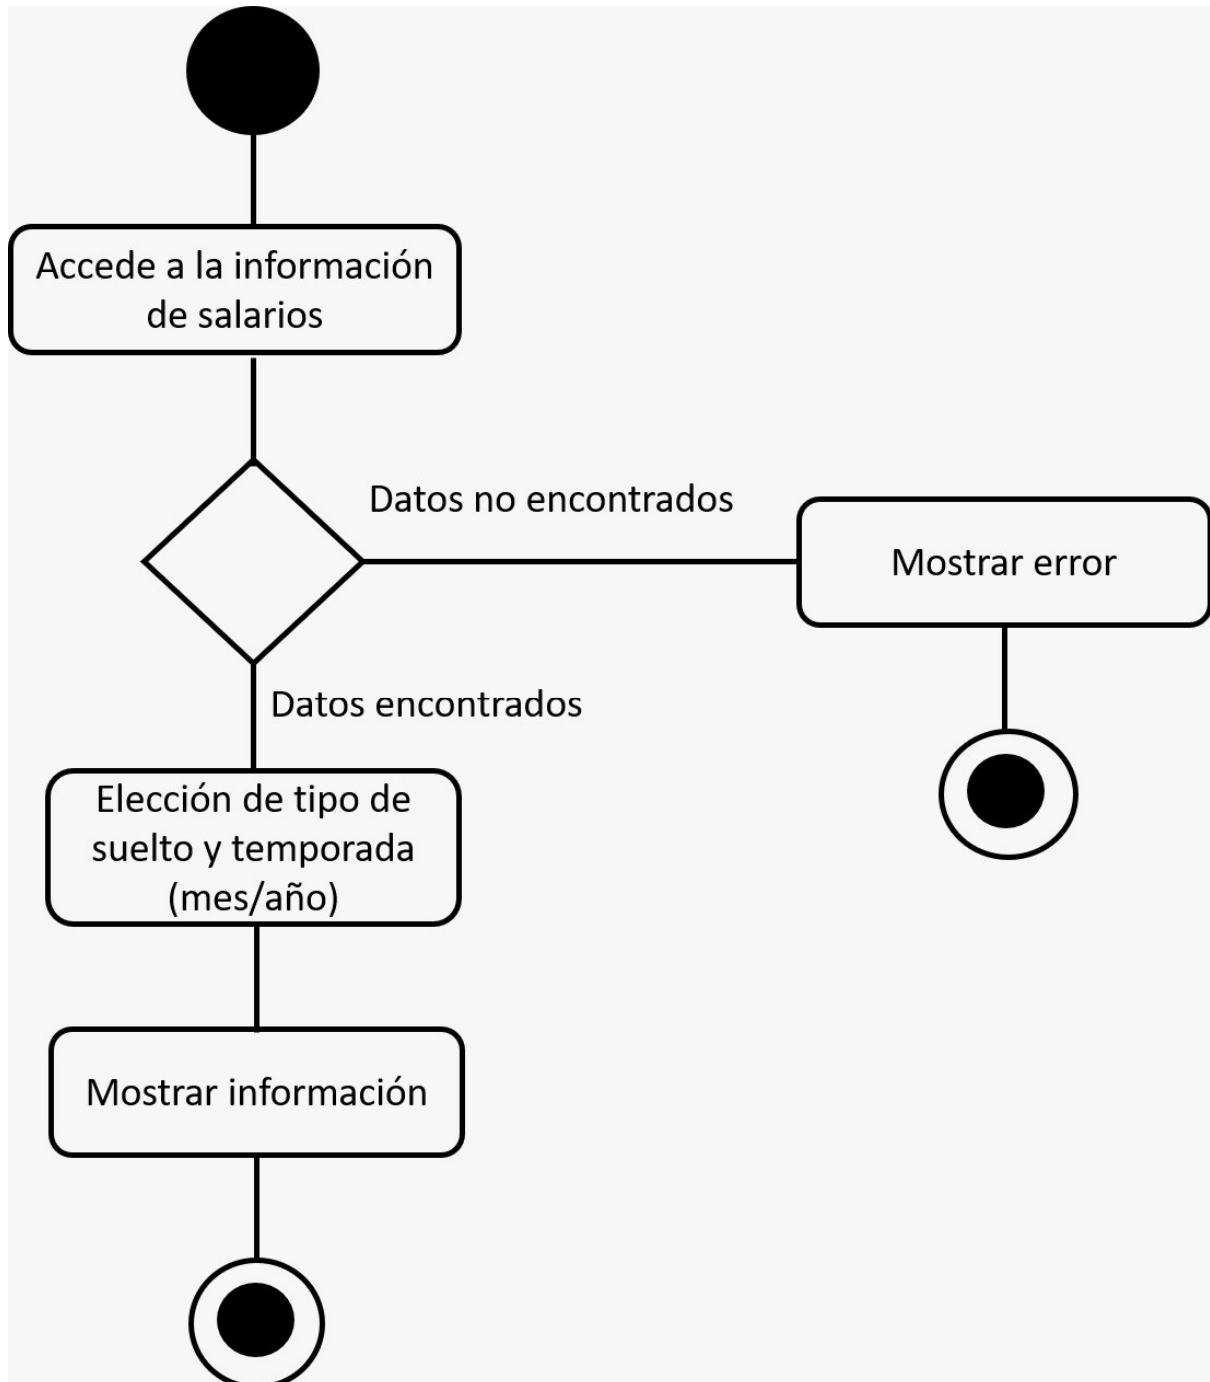 Accede a la información
de salarios
Datos no encontrados
Mostrar error
Datos encontrados
Elección de tipo de
suelto y temporada
(mes/año)
Mostrar información